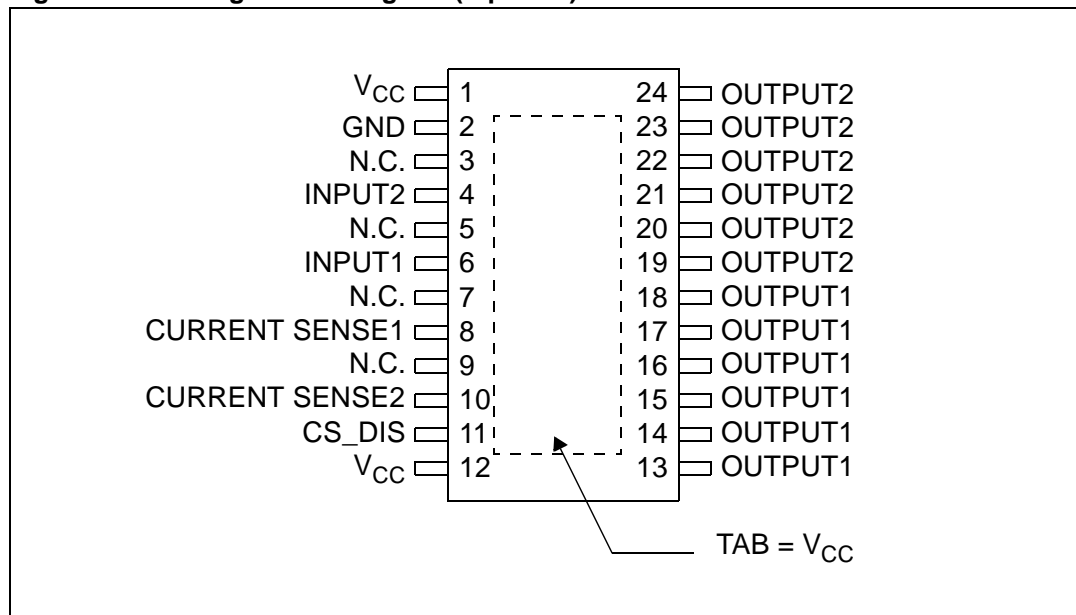 V_CC 1 24 OUTPUT2
GND 2 23 OUTPUT2
N.C. 3 22 OUTPUT2
INPUT2 4 21 OUTPUT2
N.C. 5 20 OUTPUT2
INPUT1 6 19 OUTPUT2
N.C. 7 18 OUTPUT1
CURRENT SENSE1 8 17 OUTPUT1
N.C. 9 16 OUTPUT1
CURRENT SENSE2 10 15 OUTPUT1
CS_DIS 11 14 OUTPUT1
V_CC 12 13 OUTPUT1
TAB = V_CC